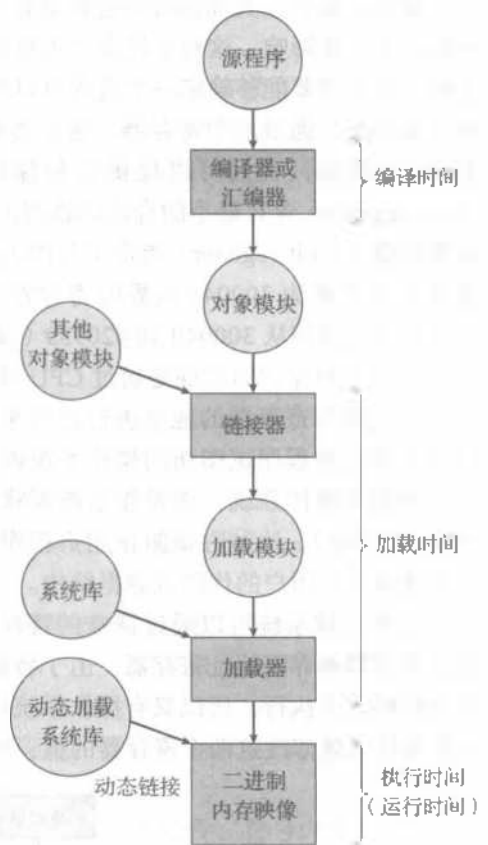 源程序
编译器或
汇编器
编译时间
对象模块
其他
对象模块
链接器
加载模块
加载时间
系统库
加载器
动态加载
系统库
动态链接
二进制
内存映像
执行时间
（运行时间）